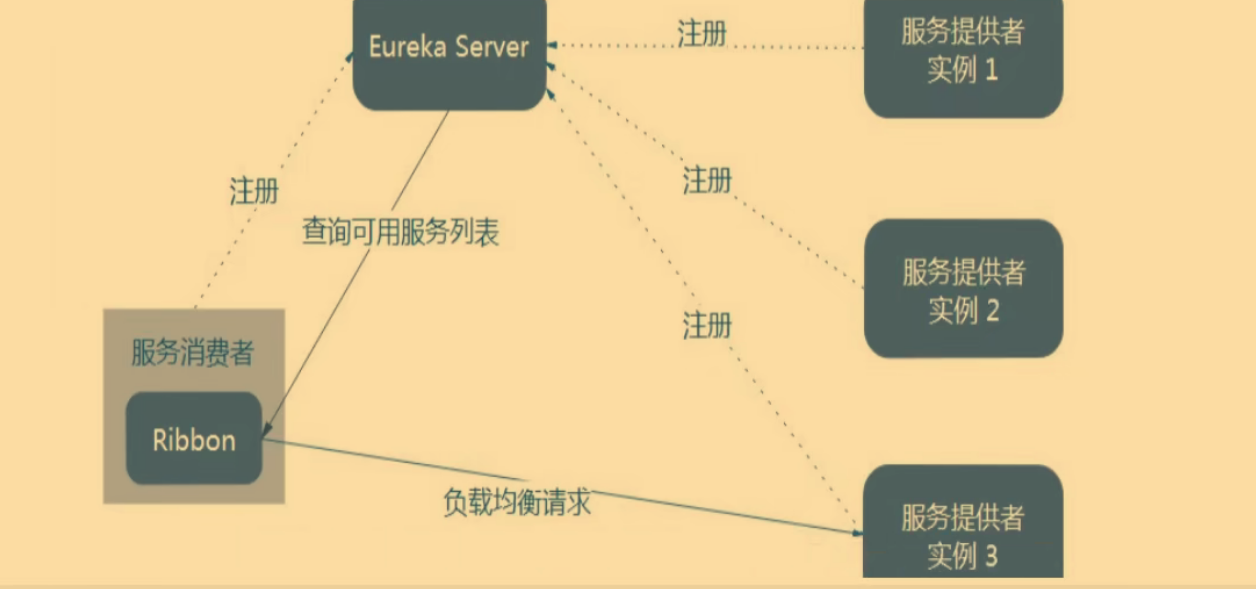 Eureka Server
注册
服务提供者
实例 1
注册
注册
查询可用服务列表
服务提供者
实例 2
注册
服务消费者
Ribbon
负载均衡请求
服务提供者
实例 3